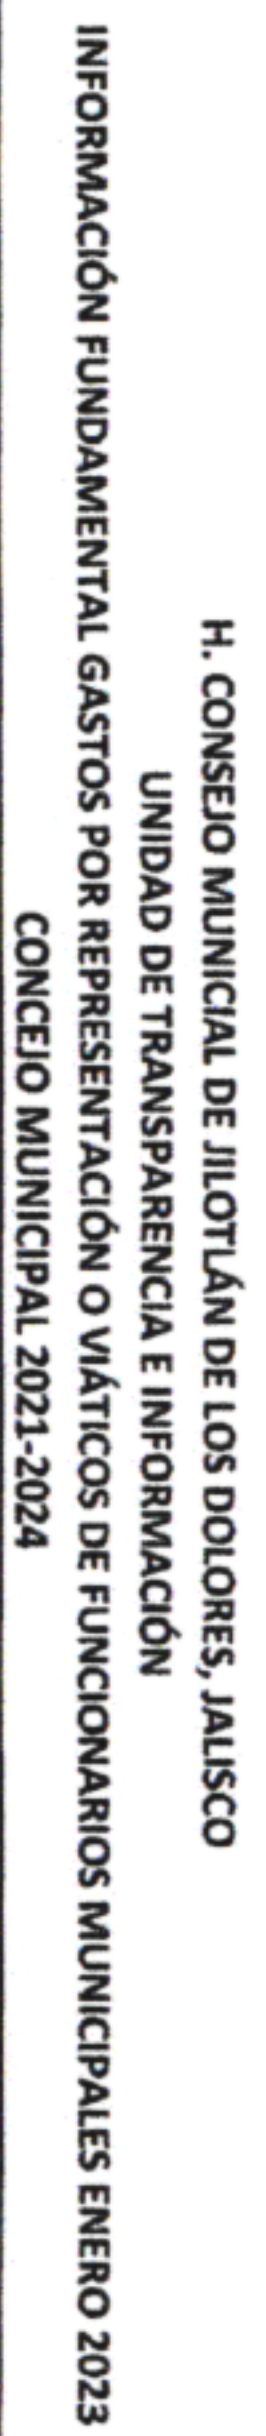 H. CONSEJO MUNICIAL DE JILOTLÁN DE LOS DOLORES, JALISCO
UNIDAD DE TRANSPARENCIA E INFORMACIÓN
INFORMACIÓN FUNDAMENTAL GASTOS POR REPRESENTACIÓN O VIÁTICOS DE FUNCIONARIOS MUNICIPALES ENERO 2023
CONCEJO MUNICIPAL 2021-2024